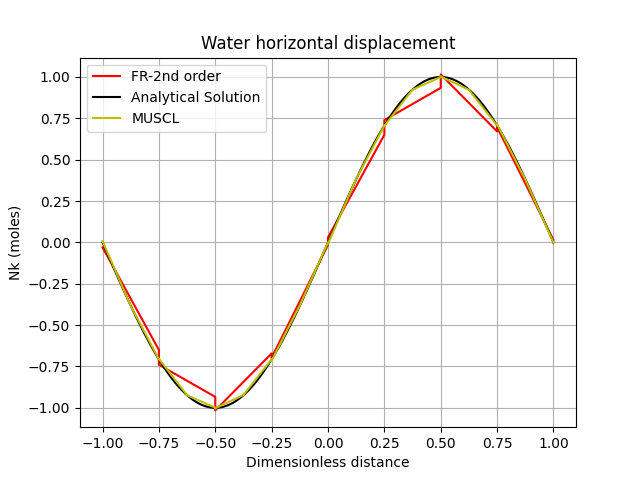 Water horizontal displacement
FR-2nd order
Analytical Solution
MUSCL
Nk (moles)
1.00
0.75
0.50
0.25
0.00
−0.25
−0.50
−0.75
−1.00
−1.00 −0.75 −0.50 −0.25 0.00 0.25 0.50 0.75 1.00
Dimensionless distance